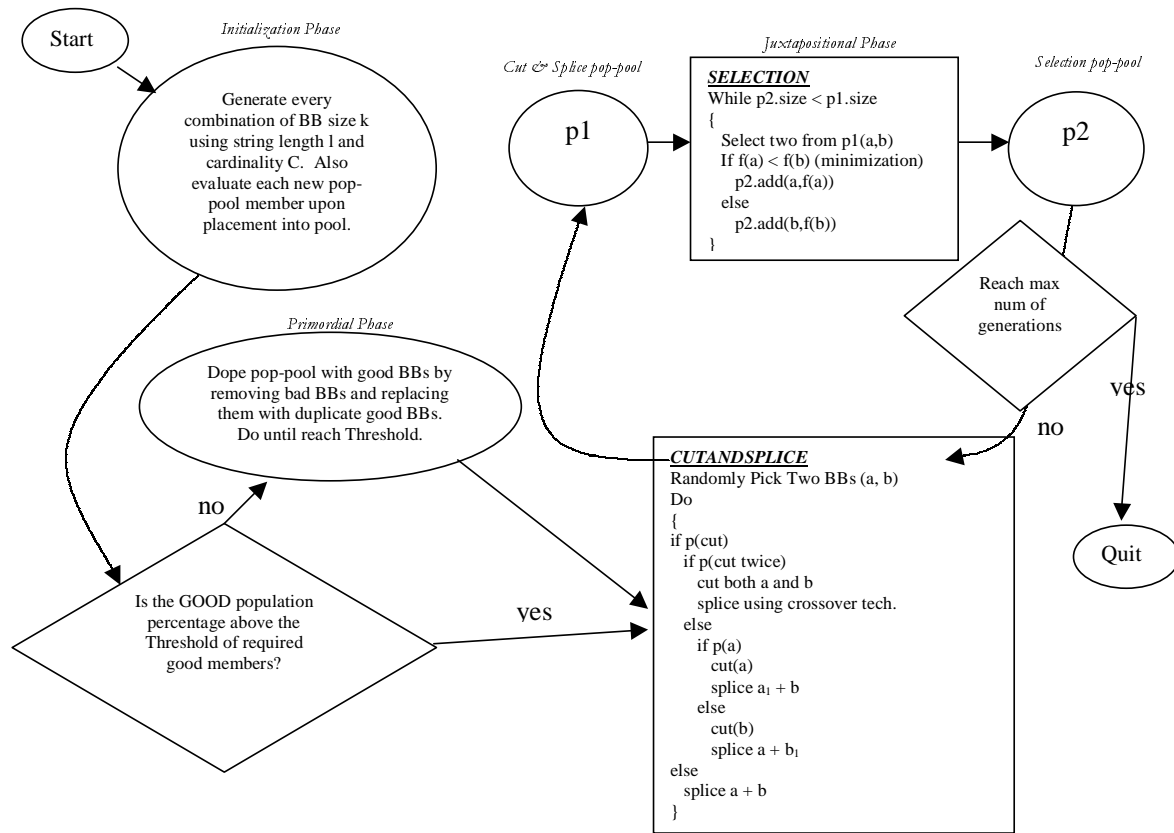 Start
Initialization Phase
Generate every
combination of BB size k
using string length l and
cardinality C.  Also
evaluate each new pop-
pool member upon
placement into pool.
Primordial Phase
Dope pop-pool with good BBs by
removing bad BBs and replacing
them with duplicate good BBs.
Do until reach Threshold.
no
Is the GOOD population
percentage above the
Threshold of required
good members?
yes
Cut & Splice pop-pool
p1
Juxtapositional Phase
SELECTION
While p2.size < p1.size
{
Select two from p1(a,b)
If f(a) < f(b) (minimization)
p2.add(a,f(a))
else
p2.add(b,f(b))
}
Selection pop-pool
p2
Reach max
num of
generations
yes
no
Quit
CUTANDSPLICE
Randomly Pick Two BBs (a, b)
Do
{
if p(cut)
if p(cut twice)
cut both a and b
splice using crossover tech.
else
if p(a)
cut(a)
splice a₁ + b
else
cut(b)
splice a + b₁
else
splice a + b
}